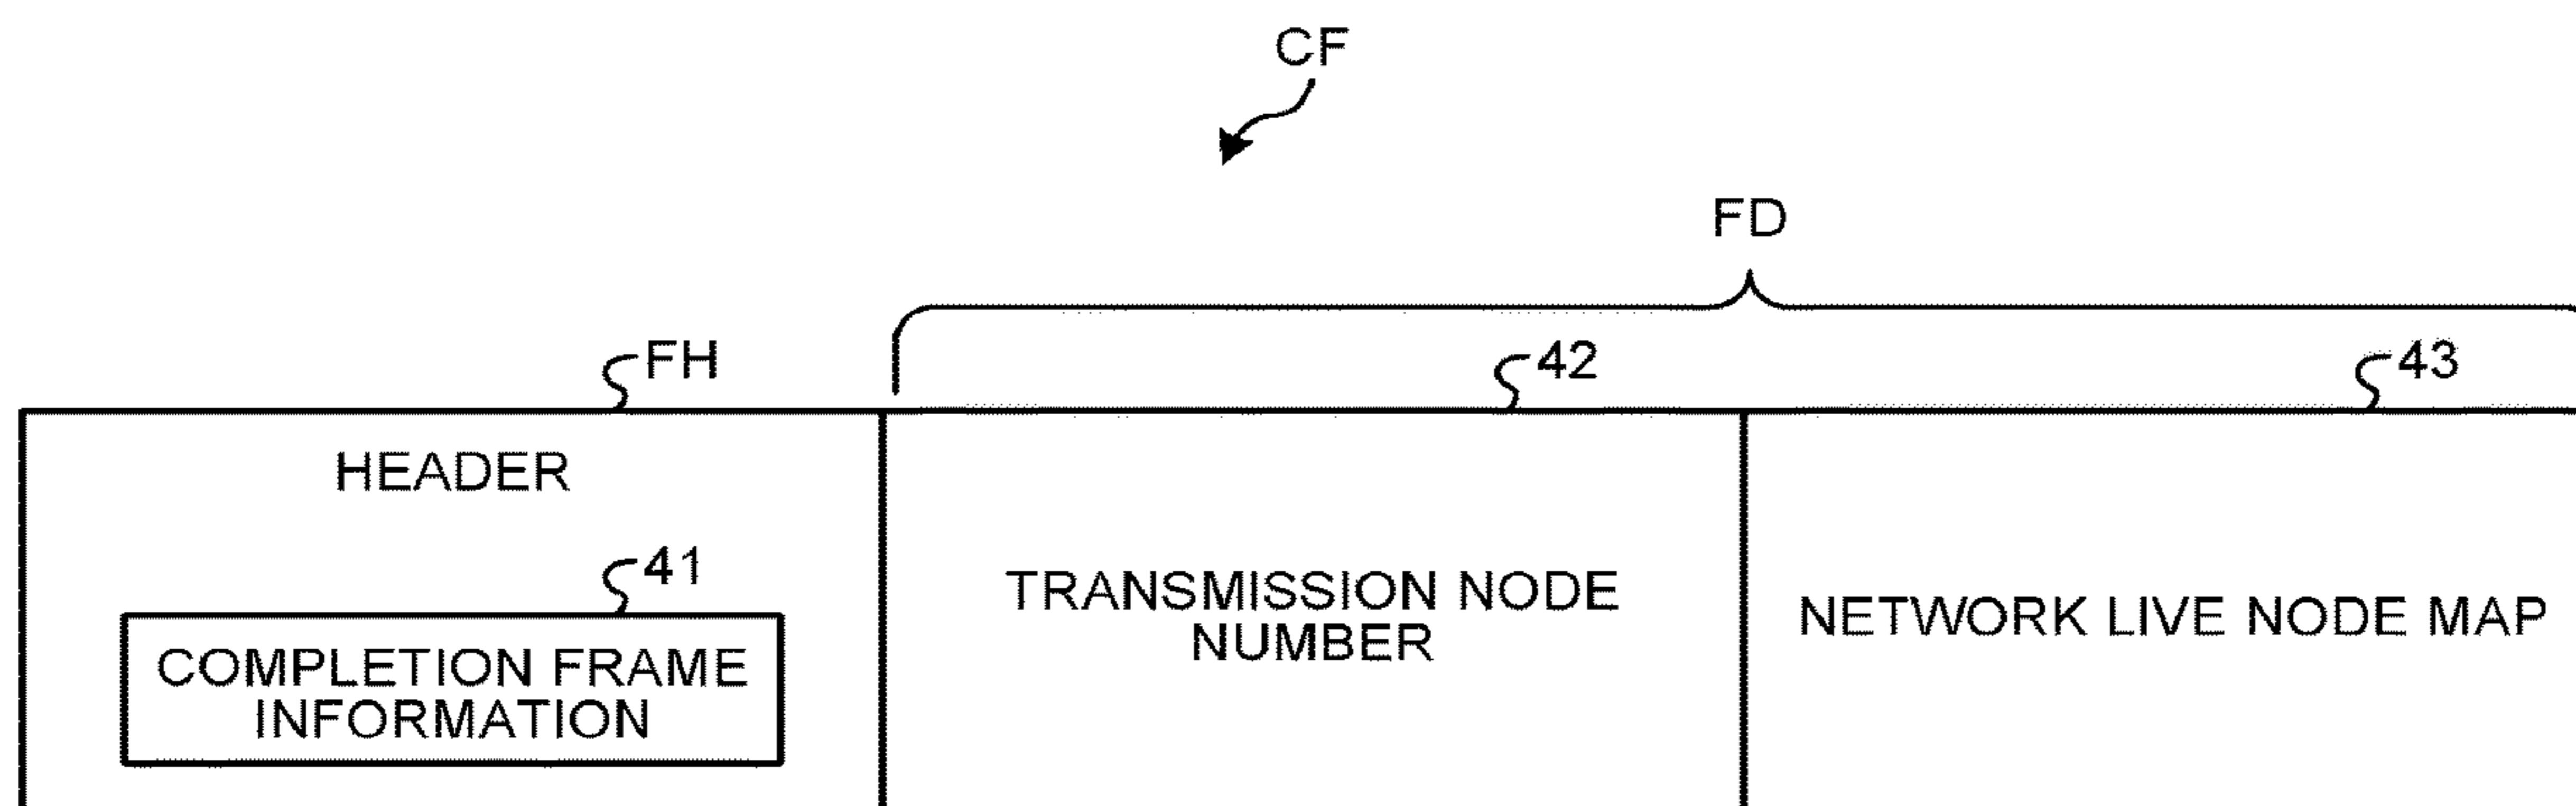 CF
FD
FH
42
43
HEADER
41
COMPLETION FRAME
INFORMATION
TRANSMISSION NODE
NUMBER
NETWORK LIVE NODE MAP